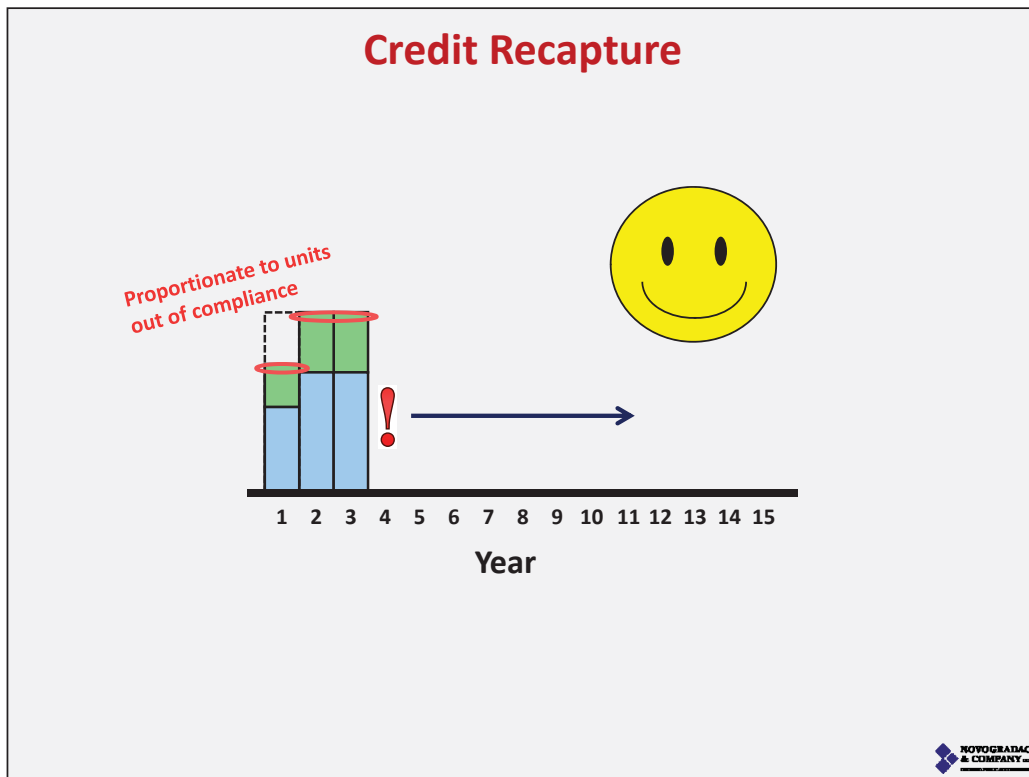 Credit Recapture
Proportionate to units
out of compliance
1 2 3 4 5 6 7 8 9 10 11 12 13 14 15
Year
& COMPANY